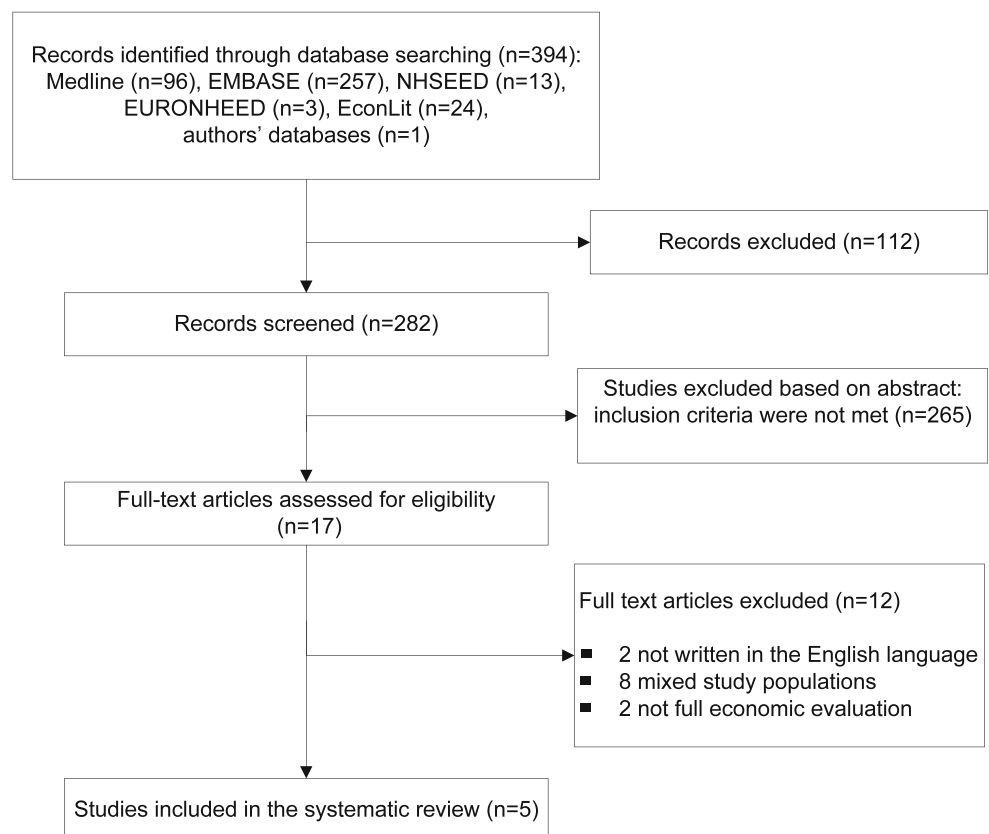 Records identified through database searching (n=394):
Medline (n=96), EMBASE (n=257), NHSEED (n=13),
EURONHEED (n=3), EconLit (n=24),
authors’ databases (n=1)
Records excluded (n=112)
Records screened (n=282)
Studies excluded based on abstract:
inclusion criteria were not met (n=265)
Full-text articles assessed for eligibility
(n=17)
Full text articles excluded (n=12)
▪ 2 not written in the English language
▪ 8 mixed study populations
▪ 2 not full economic evaluation
Studies included in the systematic review (n=5)